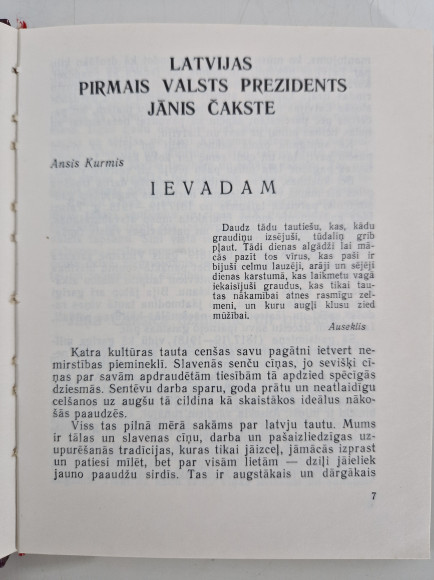 LATVIJAS
PIRMAIS VALSTS PREZIDENTS
JĀNIS ČAKSTE
Ansis Kurmis
IEVADAM
Daudz tādu tautiešu, kas, kādu
graudiņu izsējuši, tūdaliņ grib
pļaut. Tādi dienas algādži lai mā-
cās pazīt tos vīrus, kas paši ir
bijuši celmu lauzēji, arāji un sējēji
dienas karstumā, kas laikmetu vagā
iekaisījuši graudus, kas tikai tau-
tas nākamībai atnes rasmīgu zel-
meni, un kuru augļi klusu zied
mūžībai.
Auseklis
Katra kultūras tauta cenšas savu pagātni ietvert ne-
mirstības piemineklī. Slavenās senču cīņas, jo sevišķi cī-
ņas par savām apdraudētām tiesībām tā apdzied spēcīgās
dziesmās. Sentēvu darba sparu, goda prātu un neatlaidīgu
celšanos uz augšu tā cildina kā skaistākos ideālus nāko-
šās paaudzēs.
Viss tas pilnā mērā sakāms par latvju tautu. Mums
ir tālas un slavenas cīņu, darba un pašaizliedzīgas uz-
upurēšanās tradīcijas, kuras tikai jāizceļ, jāmācās izprast
un patiesi mīlēt, bet par visām lietām — dziļi jāieliek
jauno paaudžu sirdīs. Tas ir augstākais un dārgākais
7